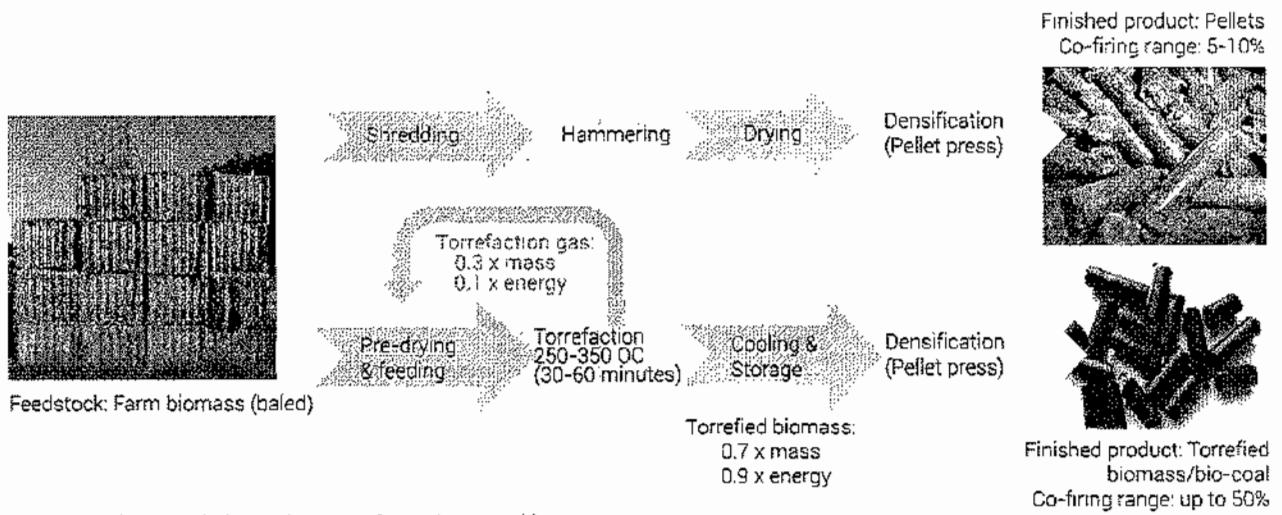 Finished product: Pellets
Co-firing range: 5-10%
Shredding
Hammering
Drying
Densification
(Pellet press)
Torrefaction gas:
0.3 x mass
0.1 x energy
Pre-drying
& feeding
Torrefaction
250-350 OC
(30-60 minutes)
Cooling &
Storage
Densification
(Pellet press)
Feedstock: Farm biomass (baled)
Torrefied biomass:
0.7 x mass
0.9 x energy
Finished product: Torrefied
biomass/bio-coal
Co-firing range: up to 50%